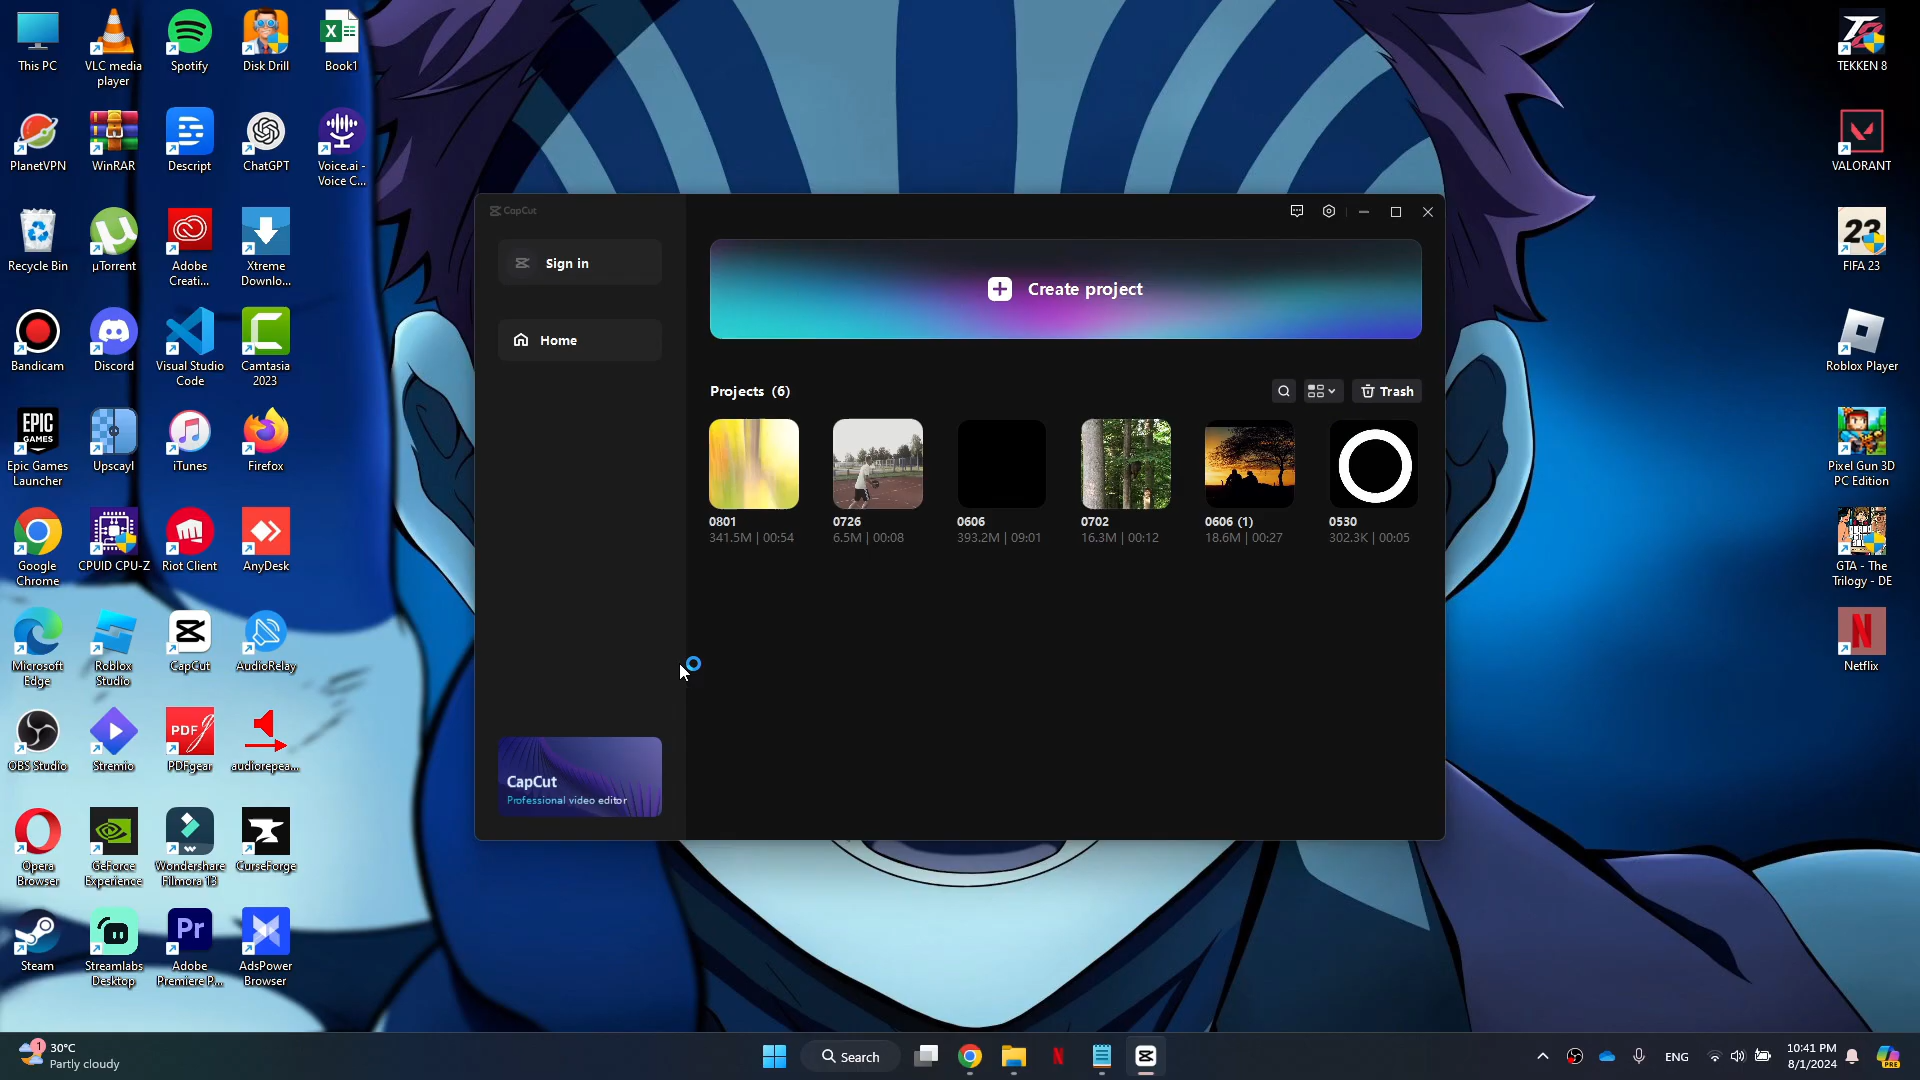 This PC
VLC media
player
Spotify
Disk Drill
Book1
PlanetVPN
WinRAR
Descript
ChatGPT
Voice.ai -
Voice C...
Recycle Bin
µTorrent
Adobe
Creati...
Xtreme
Downlo...
Bandicam
Discord
Visual Studio
Code
Camtasia
2023
EPIC
GAMES
Epic Games
Launcher
Upscayl
iTunes
Firefox
Google
Chrome
CPUID CPU-Z
Riot Client
AnyDesk
Microsoft
Edge
Roblox
Studio
CapCut
AudioRelay
OBS Studio
Stremio
PDF
PDFgear
audiorepea...
Opera
Browser
GeForce
Experience
Wondershare
Filmora 13
CurseForge
Steam
Streamlabs
Desktop
Pr
Adobe
Premiere P...
AdsPower
Browser
CapCut
Sign in
Home
CapCut
Professional video editor
Create project
Projects (6)
Trash
0801
341.5M | 00:54
0726
6.5M | 00:08
0606
393.2M | 09:01
0702
16.3M | 00:12
0606 (1)
18.6M | 00:27
0530
302.3K | 00:05
TEKKEN 8
VALORANT
23
FIFA 23
Roblox Player
Pixel Gun 3D
PC Edition
GTA - The
Trilogy - DE
N
Netflix
1
30°C
Partly cloudy
Search
N
ENG
10:41 PM
8/1/2024
PRE